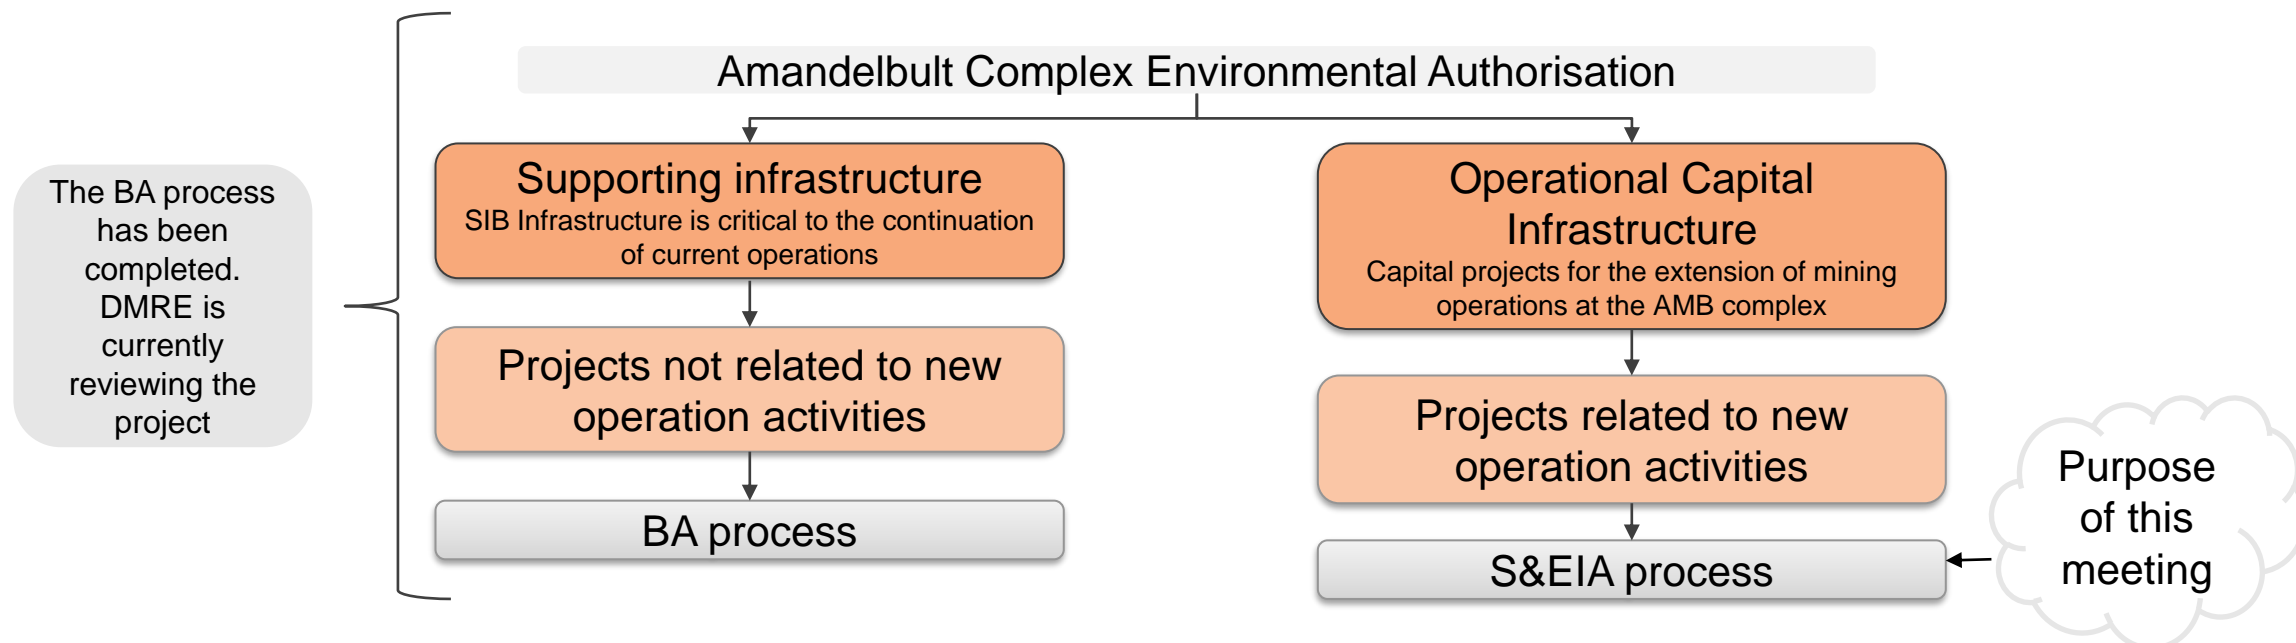 Amandelbult Complex Environmental Authorisation
The BA process
has been
completed.
DMRE is
currently
reviewing the
project
Supporting infrastructure
SIB Infrastructure is critical to the continuation
of current operations
Projects not related to new
operation activities
BA process
Operational Capital
Infrastructure
Capital projects for the extension of mining
operations at the AMB complex
Projects related to new
operation activities
S&EIA process
Purpose
of this
meeting